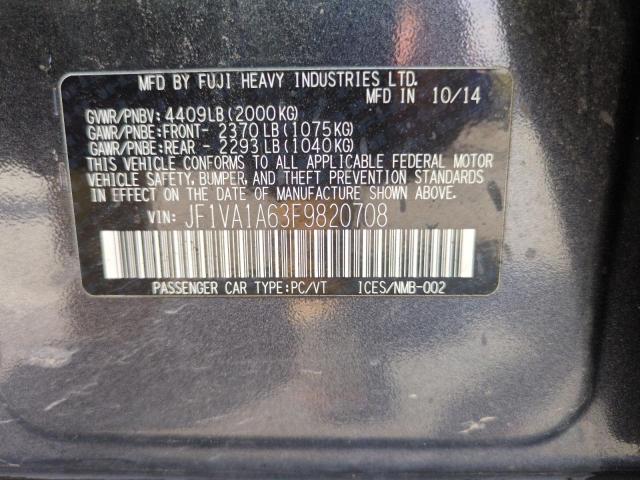 MFD BY FUJI HEAVY INDUSTRIES LTD.
MFD IN 10/14
GVWR/PNBV: 4409LB(2000KG)
GAWR/PNBE:FRONT- 2370LB(1075KG)
GAWR/PNBE:REAR - 2293LB(1040KG)
THIS VEHICLE CONFORMS TO ALL APPLICABLE FEDERAL MOTOR
VEHICLE SAFETY, BUMPER, AND THEFT PREVENTION STANDARDS
IN EFFECT ON THE DATE OF MANUFACTURE SHOWN ABOVE.
VIN: JF1VA1A63F9820708
PASSENGER CAR TYPE:PC/VT ICES/NMB-002